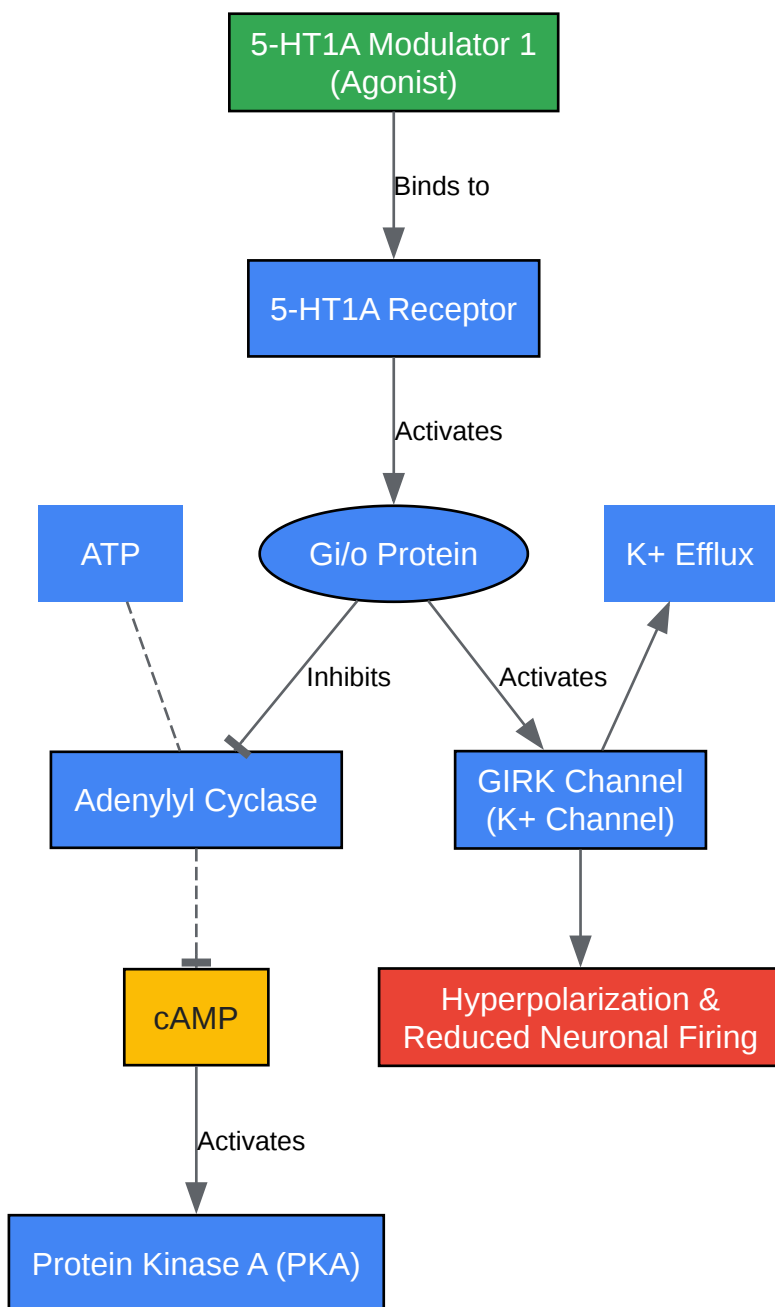 5-HT1A Modulator 1
(Agonist)
Binds to
5-HT1A Receptor
Activates
ATP
Gi/o Protein
K+ Efflux
Inhibits
Activates
Adenylyl Cyclase
GIRK Channel
(K+ Channel)
cAMP
Hyperpolarization &
Reduced Neuronal Firing
Activates
Protein Kinase A (PKA)